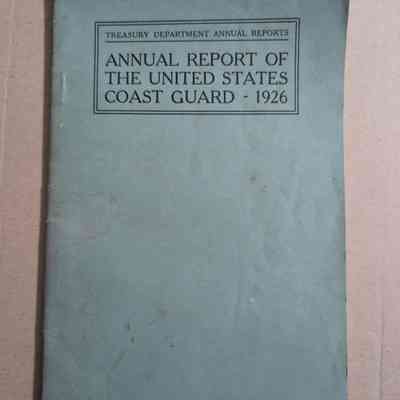 TREASURY DEPARTMENT ANNUAL REPORTS
ANNUAL REPORT OF
THE UNITED STATES
COAST GUARD - 1926